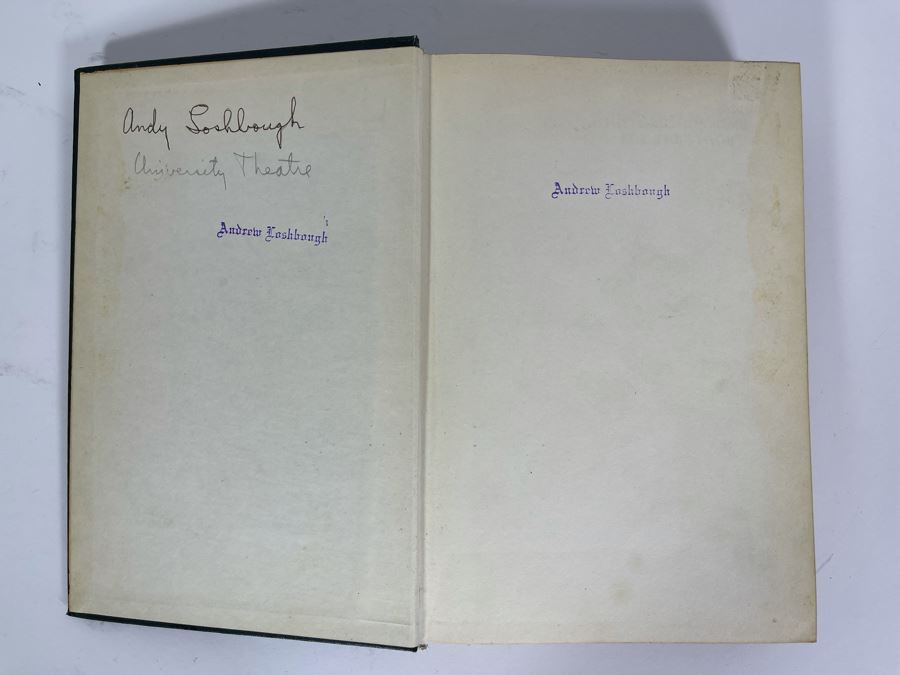 Andy Loshbough
University Theatre
Andrew Loshbough
Andrew Loshbough